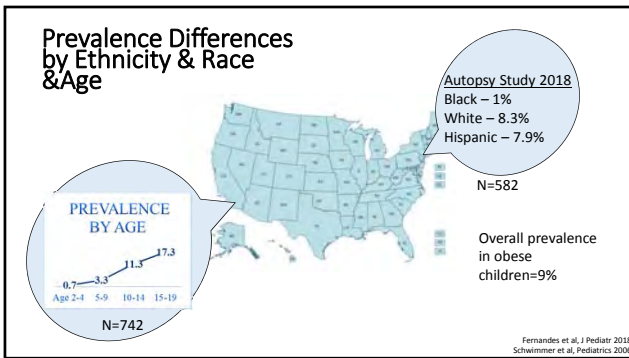 Prevalence Differences
by Ethnicity & Race
&Age
Autopsy Study 2018
Black – 1%
White – 8.3%
Hispanic – 7.9%
N=582
PREVALENCE
BY AGE
0.7 3.3 11.3 17.3
Age 2-4 5-9 10-14 15-19
N=742
Overall prevalence
in obese
children=9%
Fernandes et al, J Pediatr 2018
Schwimmer et al, Pediatrics 2006